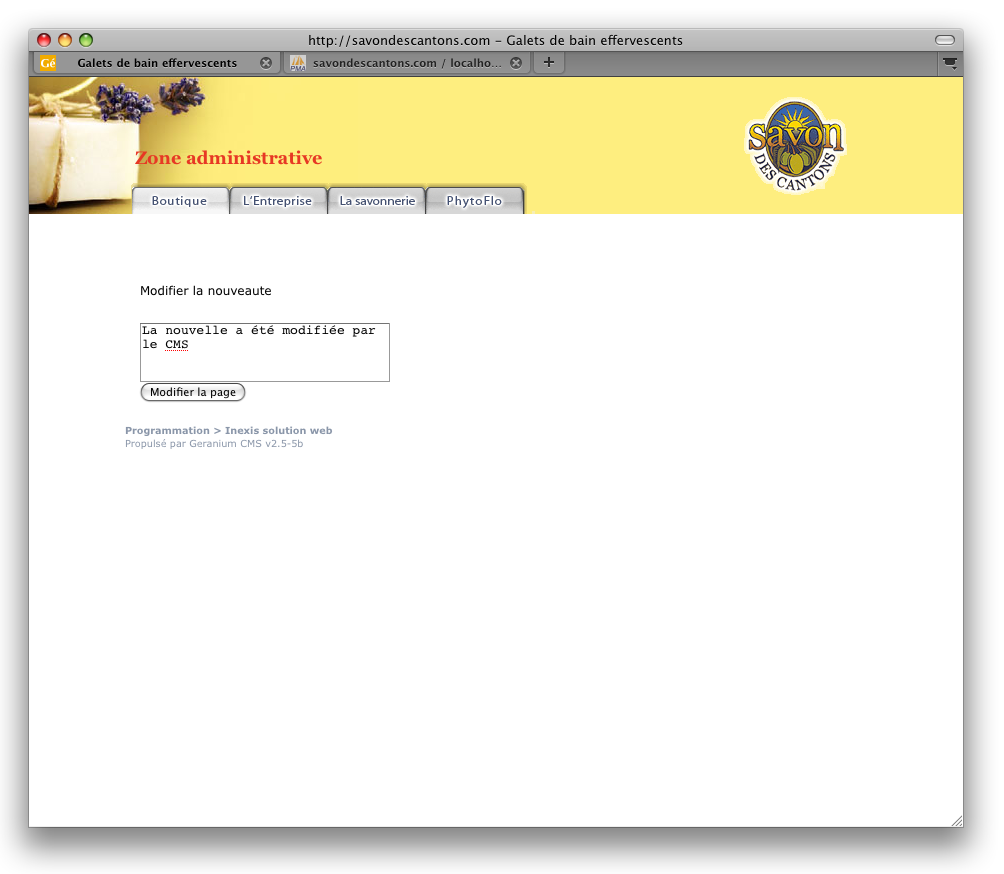 http://savondescantons.com – Galets de bain effervescents
Gé Galets de bain effervescents
PMA savondescantons.com / localho...
+
Zone administrative
savon
DES CANTONS
Boutique L'Entreprise La savonnerie PhytoFlo
Modifier la nouveaute
La nouvelle a été modifiée par
le CMS
Modifier la page
Programmation > Inexis solution web
Propulsé par Geranium CMS v2.5-5b